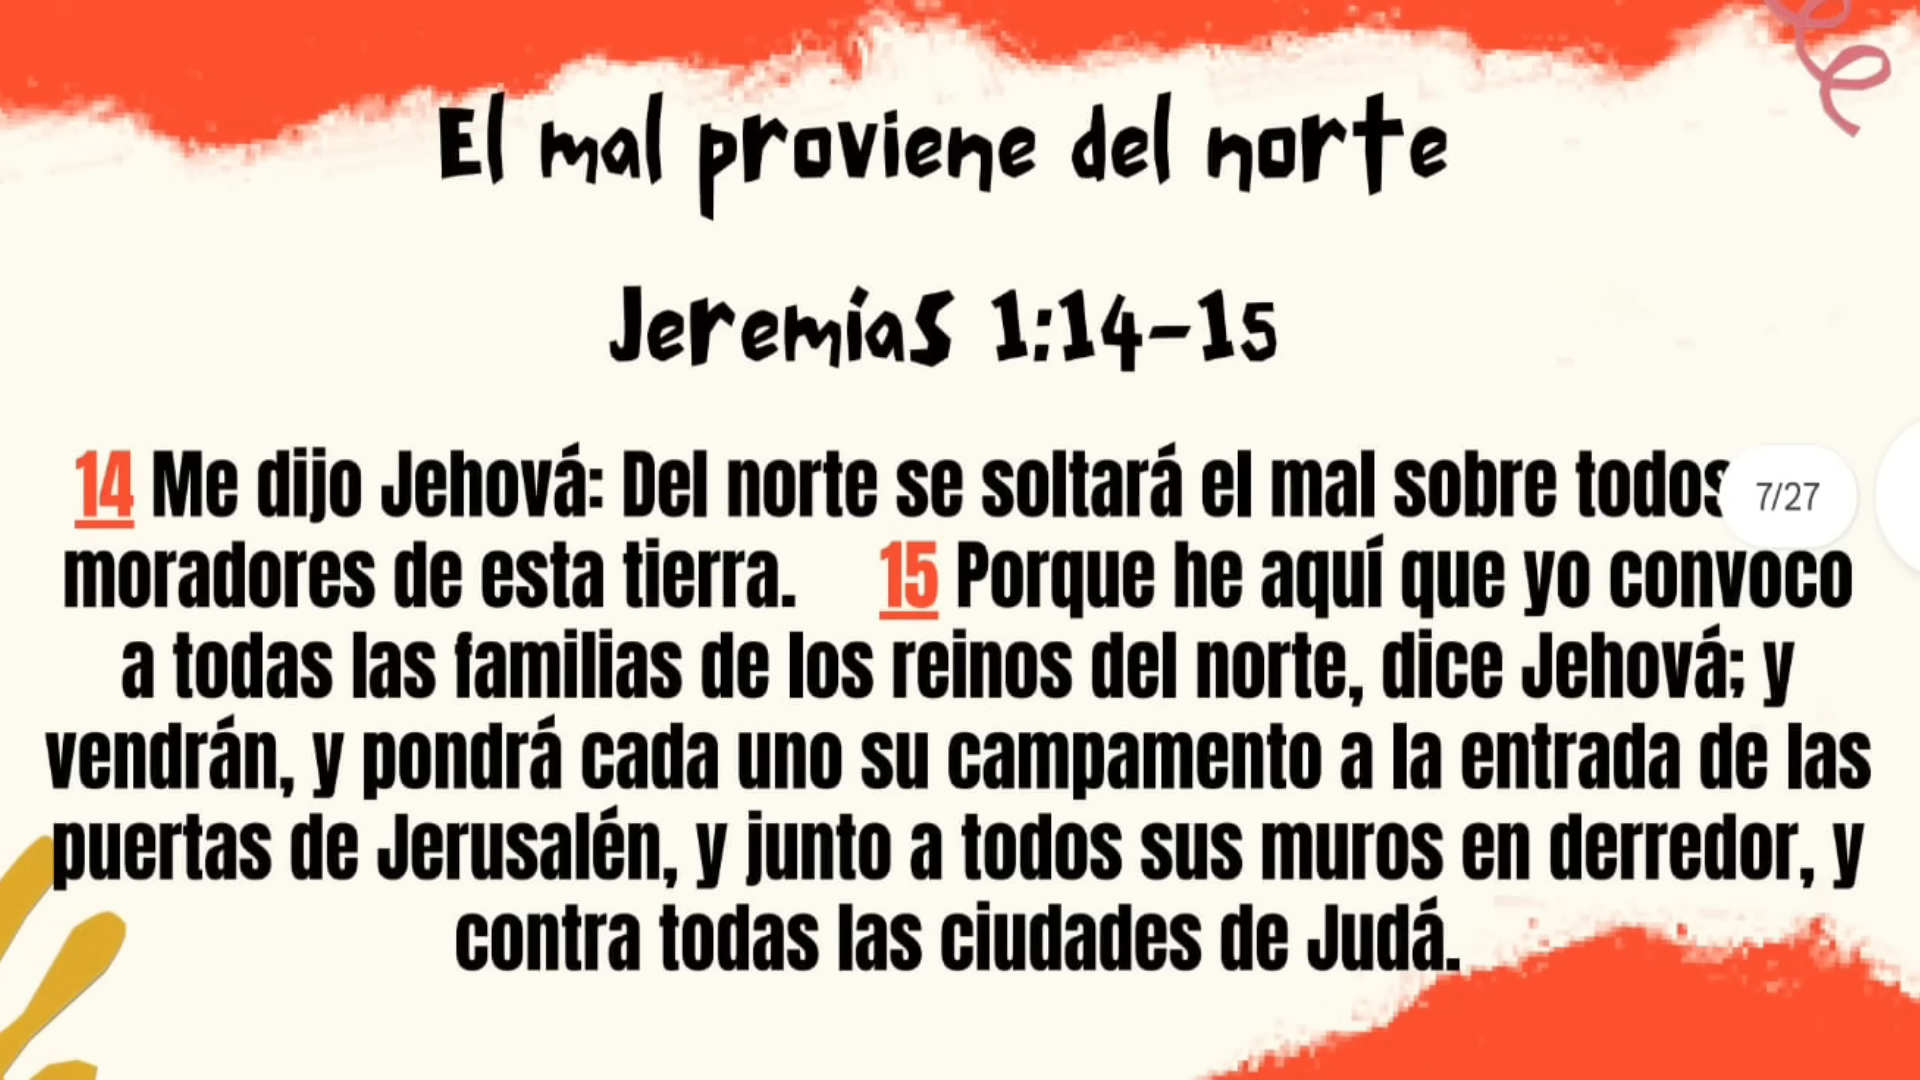 El mal proviene del norte
Jeremías 1:14-15
14 Me dijo Jehová: Del norte se soltará el mal sobre todos
7/27
moradores de esta tierra. 15 Porque he aquí que yo convoco
a todas las familias de los reinos del norte, dice Jehová; y
vendrán, y pondrá cada uno su campamento a la entrada de las
puertas de Jerusalén, y junto a todos sus muros en derredor, y
contra todas las ciudades de Judá.